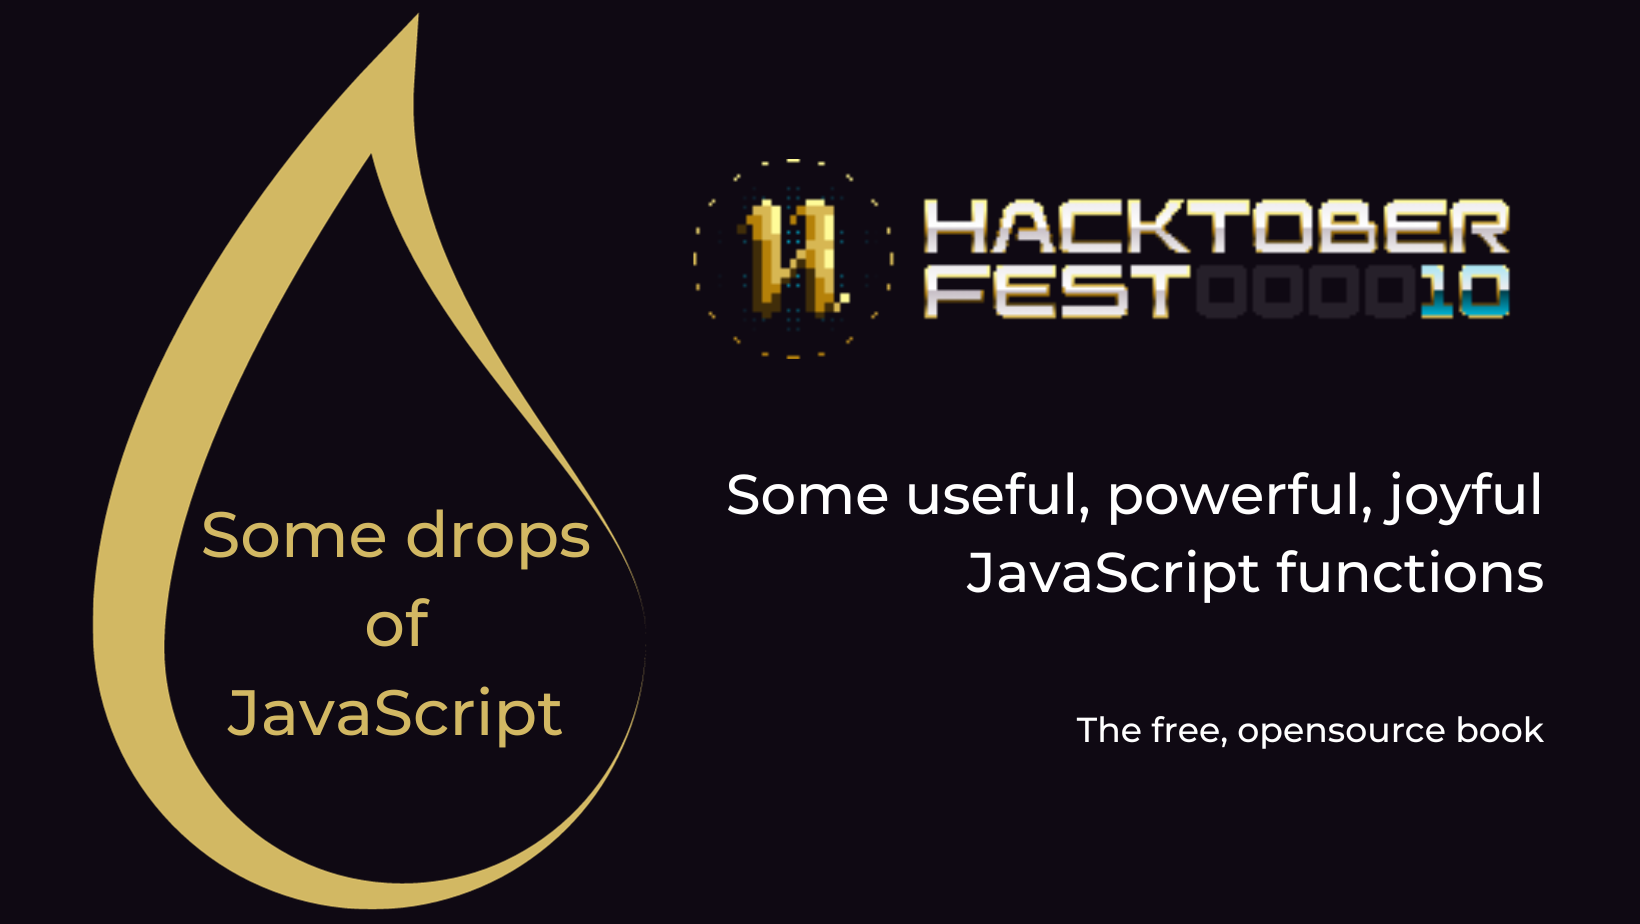 Some drops
of
JavaScript
HACKTOBER
FEST000010
Some useful, powerful, joyful
JavaScript functions
The free, opensource book